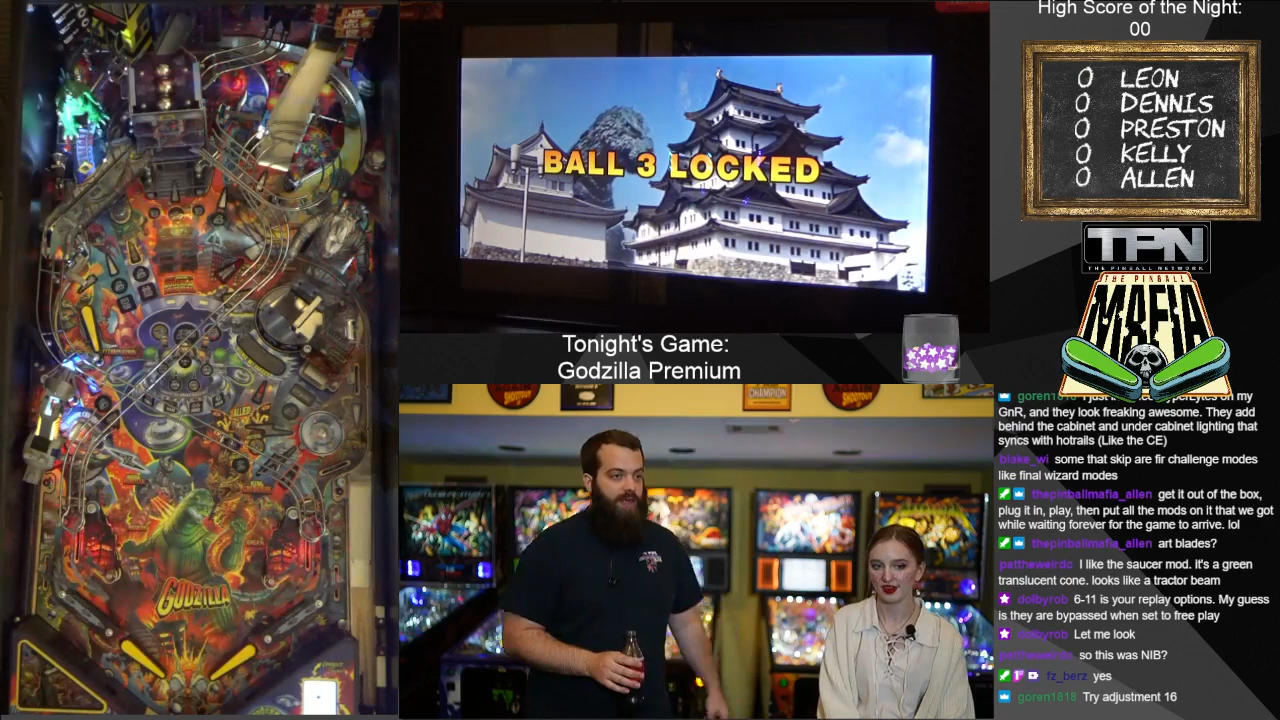 BALL 3 LOCKED
Tonight's Game:
Godzilla Premium
High Score of the Night:
00
0 LEON
0 DENNIS
0 PRESTON
0 KELLY
0 ALLEN
TPN
THE PINBALL NETWORK
THE PINBALL
MAFIA
goren1818
on my
GnR, and they look freaking awesome. They add
behind the cabinet and under cabinet lighting that
syncs with hotrails (Like the CE)
blake_wi some that skip are fir challenge modes
like final wizard modes
thepinballmafia_allen get it out of the box,
plug it in, play, then put all the mods on it that we got
while waiting forever for the game to arrive. lol
thepinballmafia_allen art blades?
pattheweirdo I like the saucer mod. it's a green
translucent cone. looks like a tractor beam
dolbyrob 6-11 is your replay options. My guess
is they are bypassed when set to free play
dolbyrob Let me look
pattheweirdo so this was NIB?
fz_berz yes
goren1818 Try adjustment 16
GODZILLA
CHAMPION
SHOOTOUT
AGAIN